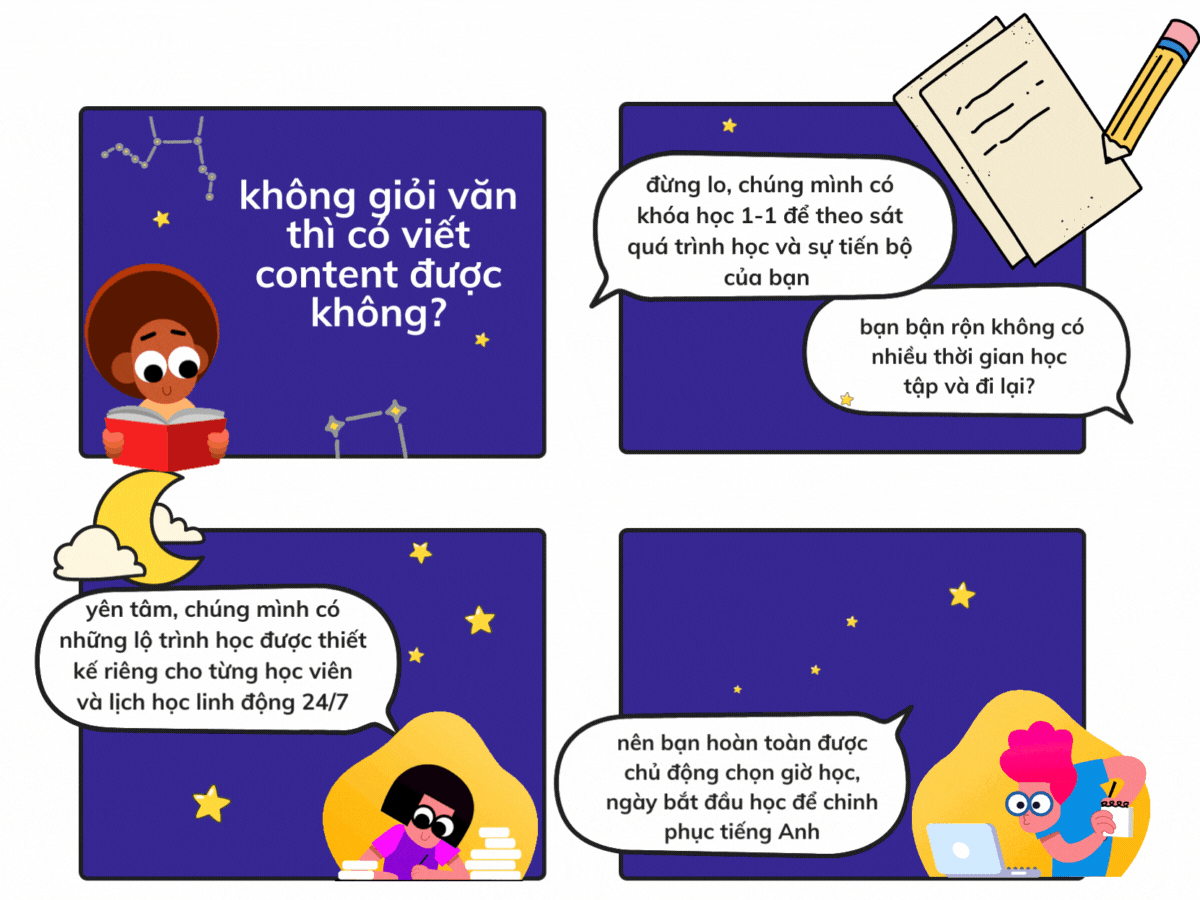 không giỏi văn
thì có viết
content được
không?
đừng lo, chúng mình có
khóa học 1-1 để theo sát
quá trình học và sự tiến bộ
của bạn
bạn bận rộn không có
nhiều thời gian học
tập và đi lại?
yên tâm, chúng mình có
những lộ trình học được thiết
kế riêng cho từng học viên
và lịch học linh động 24/7
nên bạn hoàn toàn được
chủ động chọn giờ học,
ngày bắt đầu học để chinh
phục tiếng Anh